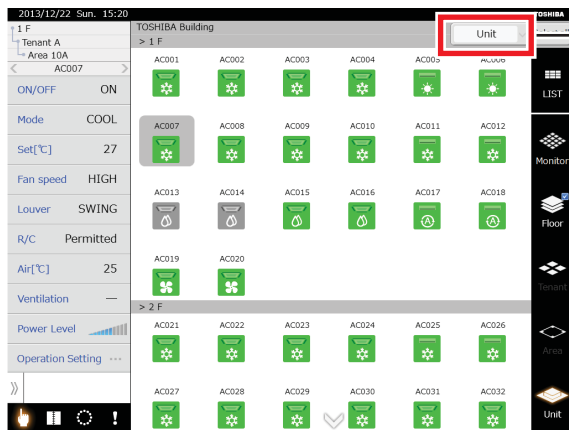 2013/12/22 Sun. 15:20
TOSHIBA
1 F
Tenant A
Area 10A
< AC007 >
ON/OFF ON
Mode COOL
Set[℃] 27
Fan speed HIGH
Louver SWING
R/C Permitted
Air[℃] 25
Ventilation —
Power Level
Operation Setting ...
TOSHIBA Building
Unit
> 1 F
AC001 AC002 AC003 AC004 AC005 AC006
AC007 AC008 AC009 AC010 AC011 AC012
AC013 AC014 AC015 AC016 AC017 AC018
AC019 AC020
> 2 F
AC021 AC022 AC023 AC024 AC025 AC026
AC027 AC028 AC029 AC030 AC031 AC032
LIST
Monitor
Floor
Tenant
Area
Unit